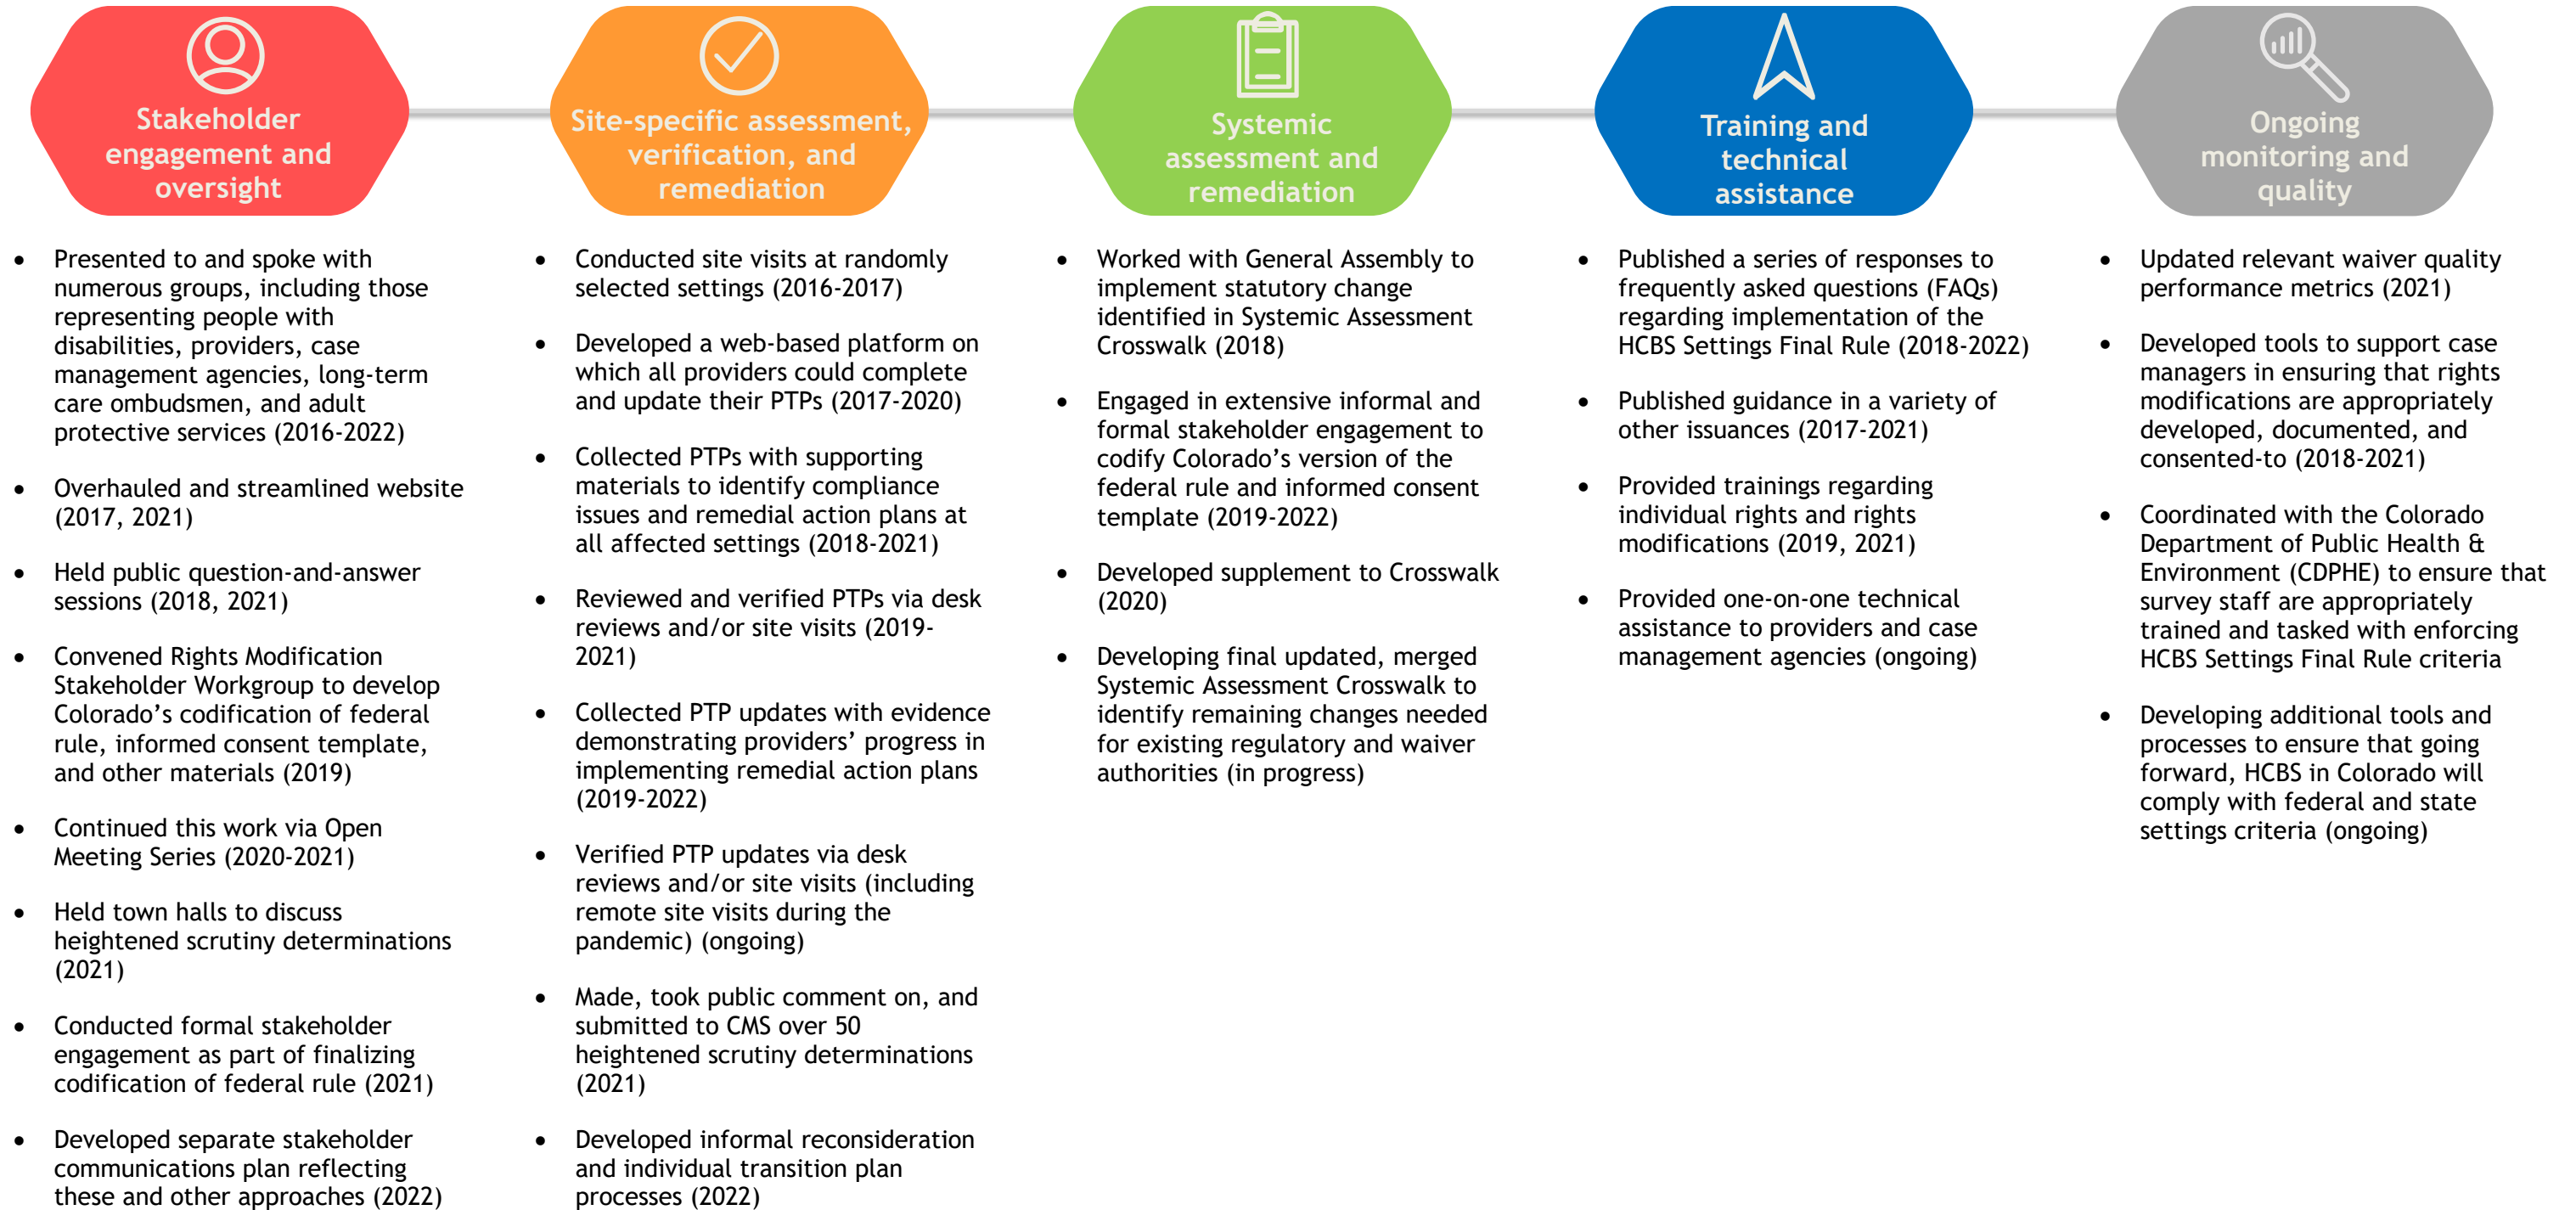 Stakeholder
engagement and
oversight
Site-specific assessment,
verification, and
remediation
Systemic
assessment and
remediation
Training and
technical
assistance
Ongoing
monitoring and
quality
• Presented to and spoke with
numerous groups, including those
representing people with
disabilities, providers, case
management agencies, long-term
care ombudsmen, and adult
protective services (2016-2022)
• Overhauled and streamlined website
(2017, 2021)
• Held public question-and-answer
sessions (2018, 2021)
• Convened Rights Modification
Stakeholder Workgroup to develop
Colorado’s codification of federal
rule, informed consent template,
and other materials (2019)
• Continued this work via Open
Meeting Series (2020-2021)
• Held town halls to discuss
heightened scrutiny determinations
(2021)
• Conducted formal stakeholder
engagement as part of finalizing
codification of federal rule (2021)
• Developed separate stakeholder
communications plan reflecting
these and other approaches (2022)
• Conducted site visits at randomly
selected settings (2016-2017)
• Developed a web-based platform on
which all providers could complete
and update their PTPs (2017-2020)
• Collected PTPs with supporting
materials to identify compliance
issues and remedial action plans at
all affected settings (2018-2021)
• Reviewed and verified PTPs via desk
reviews and/or site visits (2019-
2021)
• Collected PTP updates with evidence
demonstrating providers’ progress in
implementing remedial action plans
(2019-2022)
• Verified PTP updates via desk
reviews and/or site visits (including
remote site visits during the
pandemic) (ongoing)
• Made, took public comment on, and
submitted to CMS over 50
heightened scrutiny determinations
(2021)
• Developed informal reconsideration
and individual transition plan
processes (2022)
• Worked with General Assembly to
implement statutory change
identified in Systemic Assessment
Crosswalk (2018)
• Engaged in extensive informal and
formal stakeholder engagement to
codify Colorado’s version of the
federal rule and informed consent
template (2019-2022)
• Developed supplement to Crosswalk
(2020)
• Developing final updated, merged
Systemic Assessment Crosswalk to
identify remaining changes needed
for existing regulatory and waiver
authorities (in progress)
• Published a series of responses to
frequently asked questions (FAQs)
regarding implementation of the
HCBS Settings Final Rule (2018-2022)
• Published guidance in a variety of
other issuances (2017-2021)
• Provided trainings regarding
individual rights and rights
modifications (2019, 2021)
• Provided one-on-one technical
assistance to providers and case
management agencies (ongoing)
• Updated relevant waiver quality
performance metrics (2021)
• Developed tools to support case
managers in ensuring that rights
modifications are appropriately
developed, documented, and
consented-to (2018-2021)
• Coordinated with the Colorado
Department of Public Health &
Environment (CDPHE) to ensure that
survey staff are appropriately
trained and tasked with enforcing
HCBS Settings Final Rule criteria
• Developing additional tools and
processes to ensure that going
forward, HCBS in Colorado will
comply with federal and state
settings criteria (ongoing)